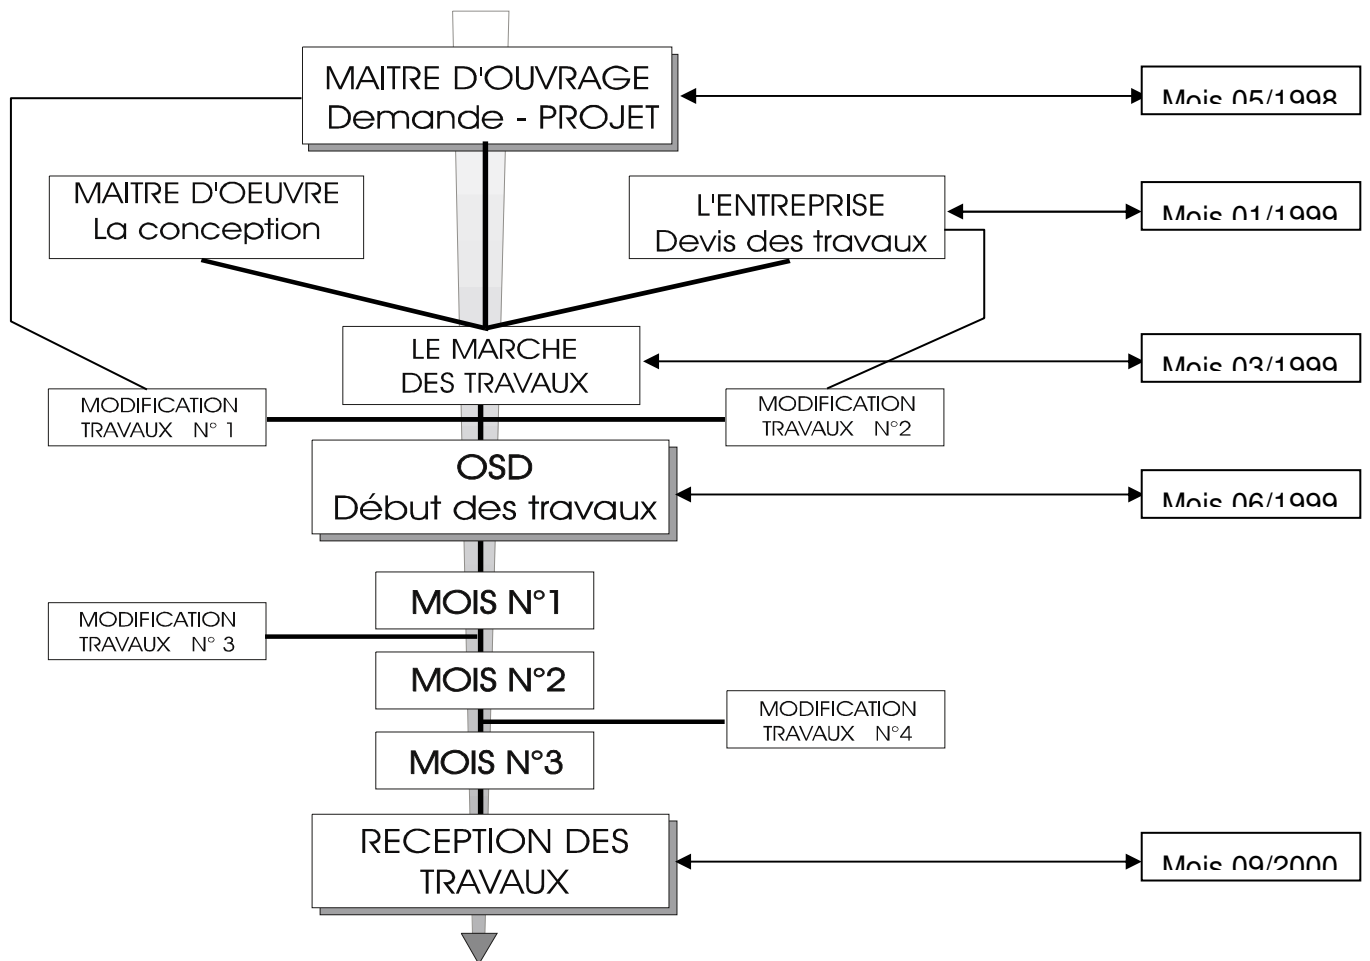 MAITRE D'OUVRAGE
Demande - PROJET
Mois 05/1998
MAITRE D'OEUVRE
La conception
L'ENTREPRISE
Devis des travaux
Mois 01/1999
LE MARCHE
DES TRAVAUX
Mois 03/1999
MODIFICATION
TRAVAUX N° 1
MODIFICATION
TRAVAUX N°2
OSD
Début des travaux
Mois 06/1999
MOIS N°1
MODIFICATION
TRAVAUX N° 3
MOIS N°2
MODIFICATION
TRAVAUX N°4
MOIS N°3
RECEPTION DES
TRAVAUX
Mois 09/2000